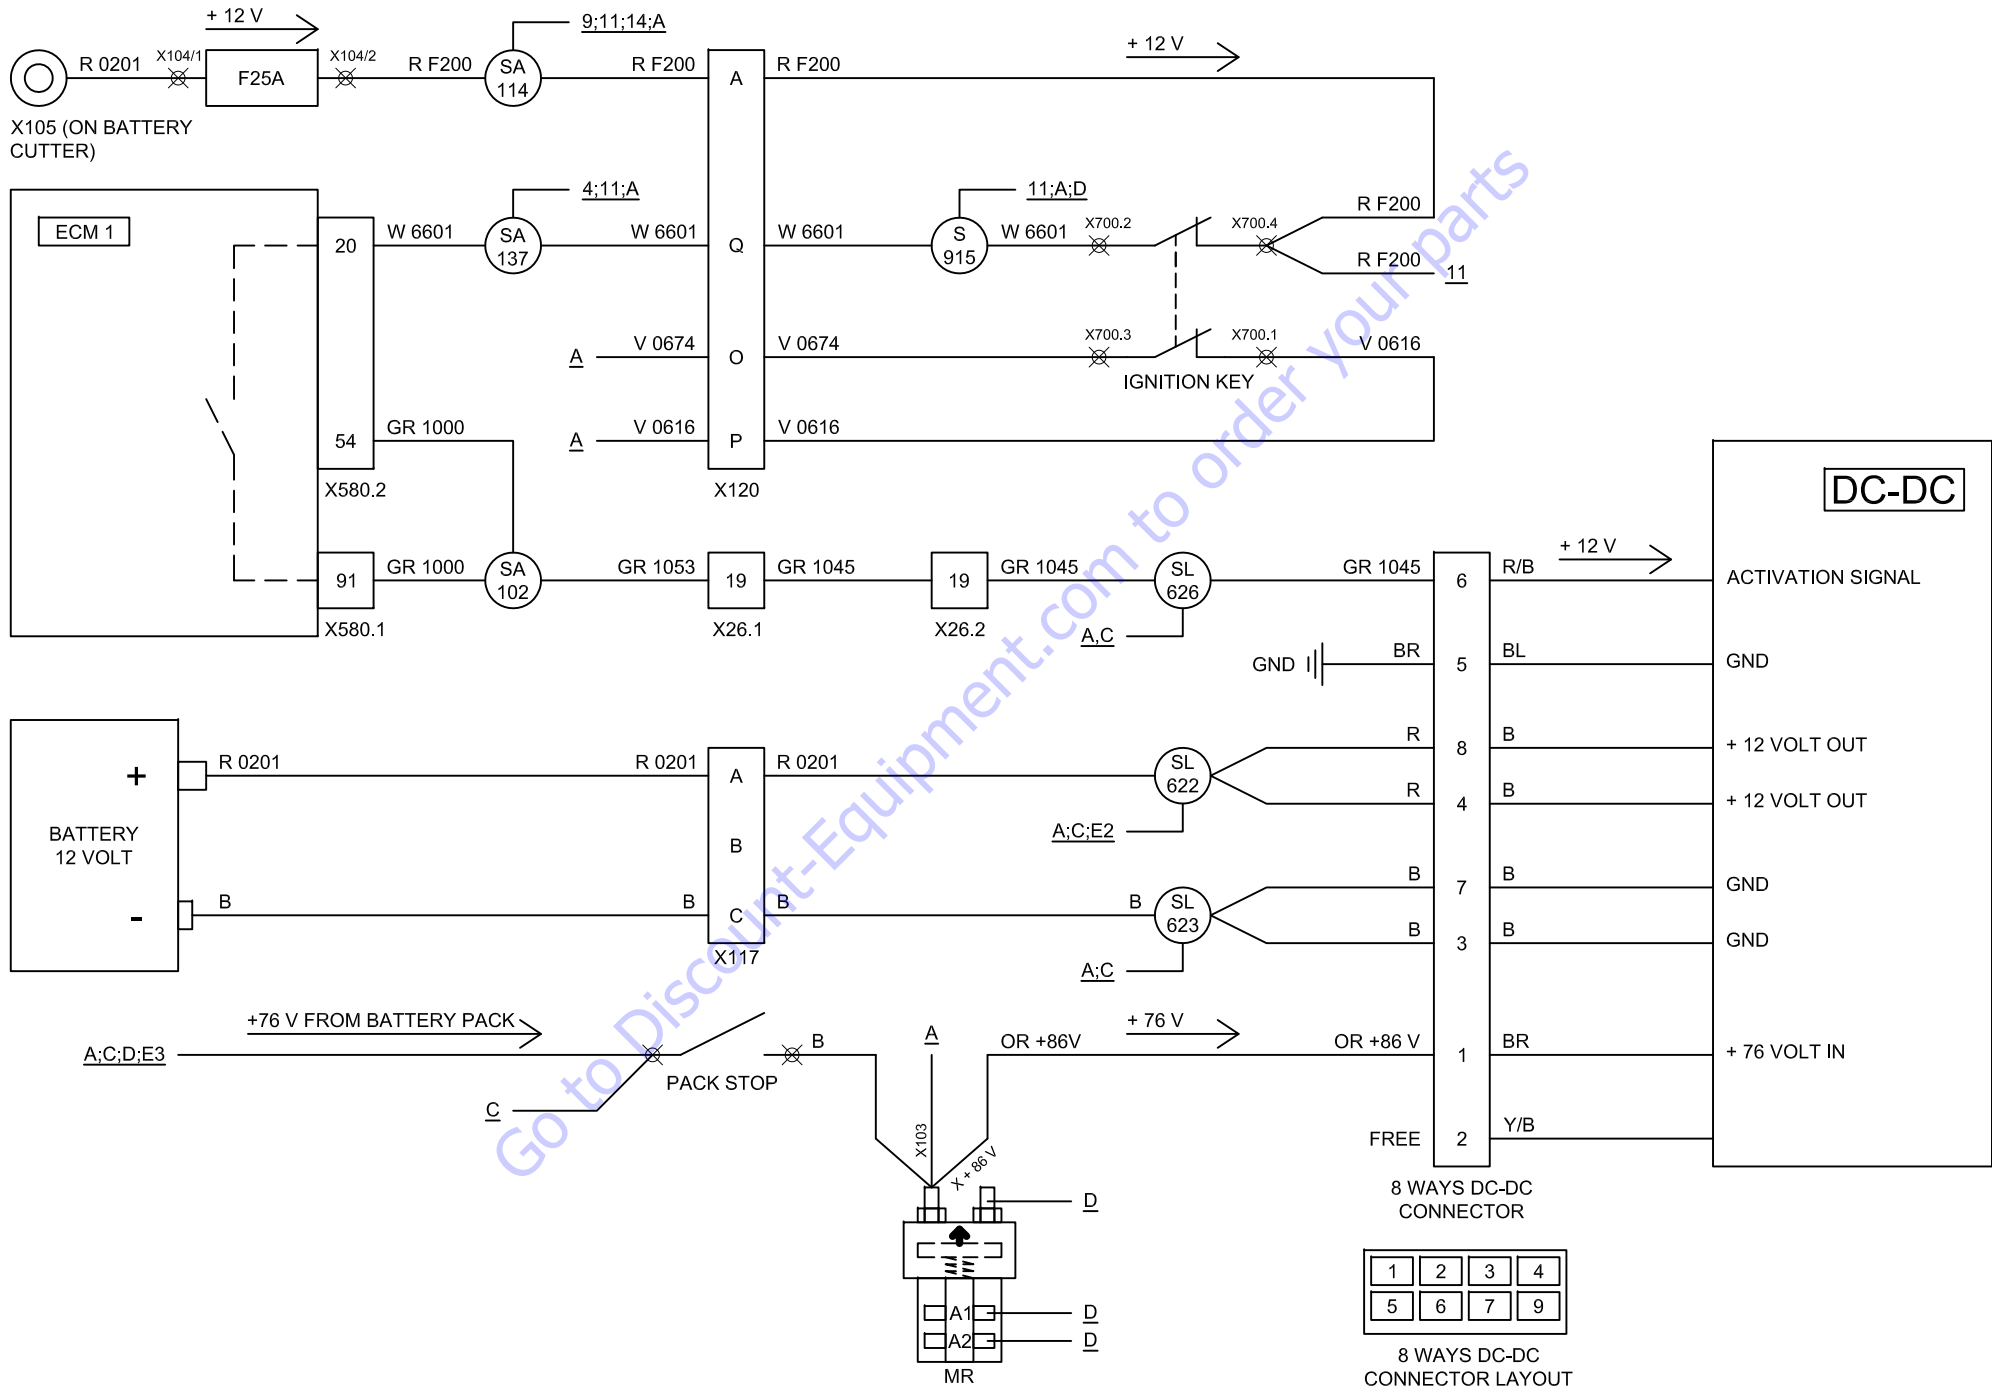 + 12 V
9;11;14;A
R 0201
X104/1
F25A
X104/2
R F200
SA
114
R F200
A
R F200
+ 12 V
X105 (ON BATTERY
CUTTER)
ECM 1
20
W 6601
SA
137
4;11;A
W 6601
Q
W 6601
S
915
11;A;D
W 6601
X700.2
X700.4
R F200
R F200
11
A
V 0674
O
V 0674
X700.3
X700.1
V 0616
IGNITION KEY
54
GR 1000
A
V 0616
P
V 0616
X580.2
X120
DC-DC
91
GR 1000
SA
102
GR 1053
19
GR 1045
19
GR 1045
SL
626
GR 1045
6
R/B
+ 12 V
ACTIVATION SIGNAL
X580.1
X26.1
X26.2
A,C
GND
BR
5
BL
GND
BATTERY
12 VOLT
+
-
R 0201
R 0201
A
R 0201
SL
622
R
8
B
+ 12 VOLT OUT
R
4
B
+ 12 VOLT OUT
A;C;E2
B
B
B
C
B
B
SL
623
B
7
B
GND
B
3
B
GND
X117
A;C
+76 V FROM BATTERY PACK
A;C;D;E3
PACK STOP
C
B
A
X103
X + 86 V
OR +86V
+ 76 V
OR +86 V
1
BR
+ 76 VOLT IN
FREE
2
Y/B
8 WAYS DC-DC
CONNECTOR
D
A1
D
A2
D
MR
1 2 3 4
5 6 7 9
8 WAYS DC-DC
CONNECTOR LAYOUT
Go to Discount-Equipment.com to order your parts